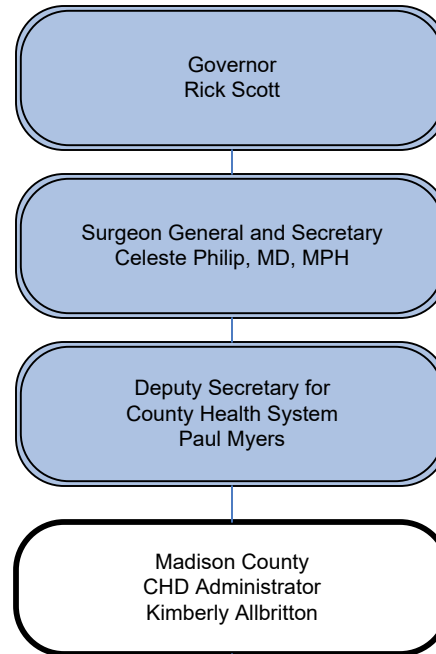 Governor
Rick Scott
Surgeon General and Secretary
Celeste Philip, MD, MPH
Deputy Secretary for
County Health System
Paul Myers
Madison County
CHD Administrator
Kimberly Allbritton